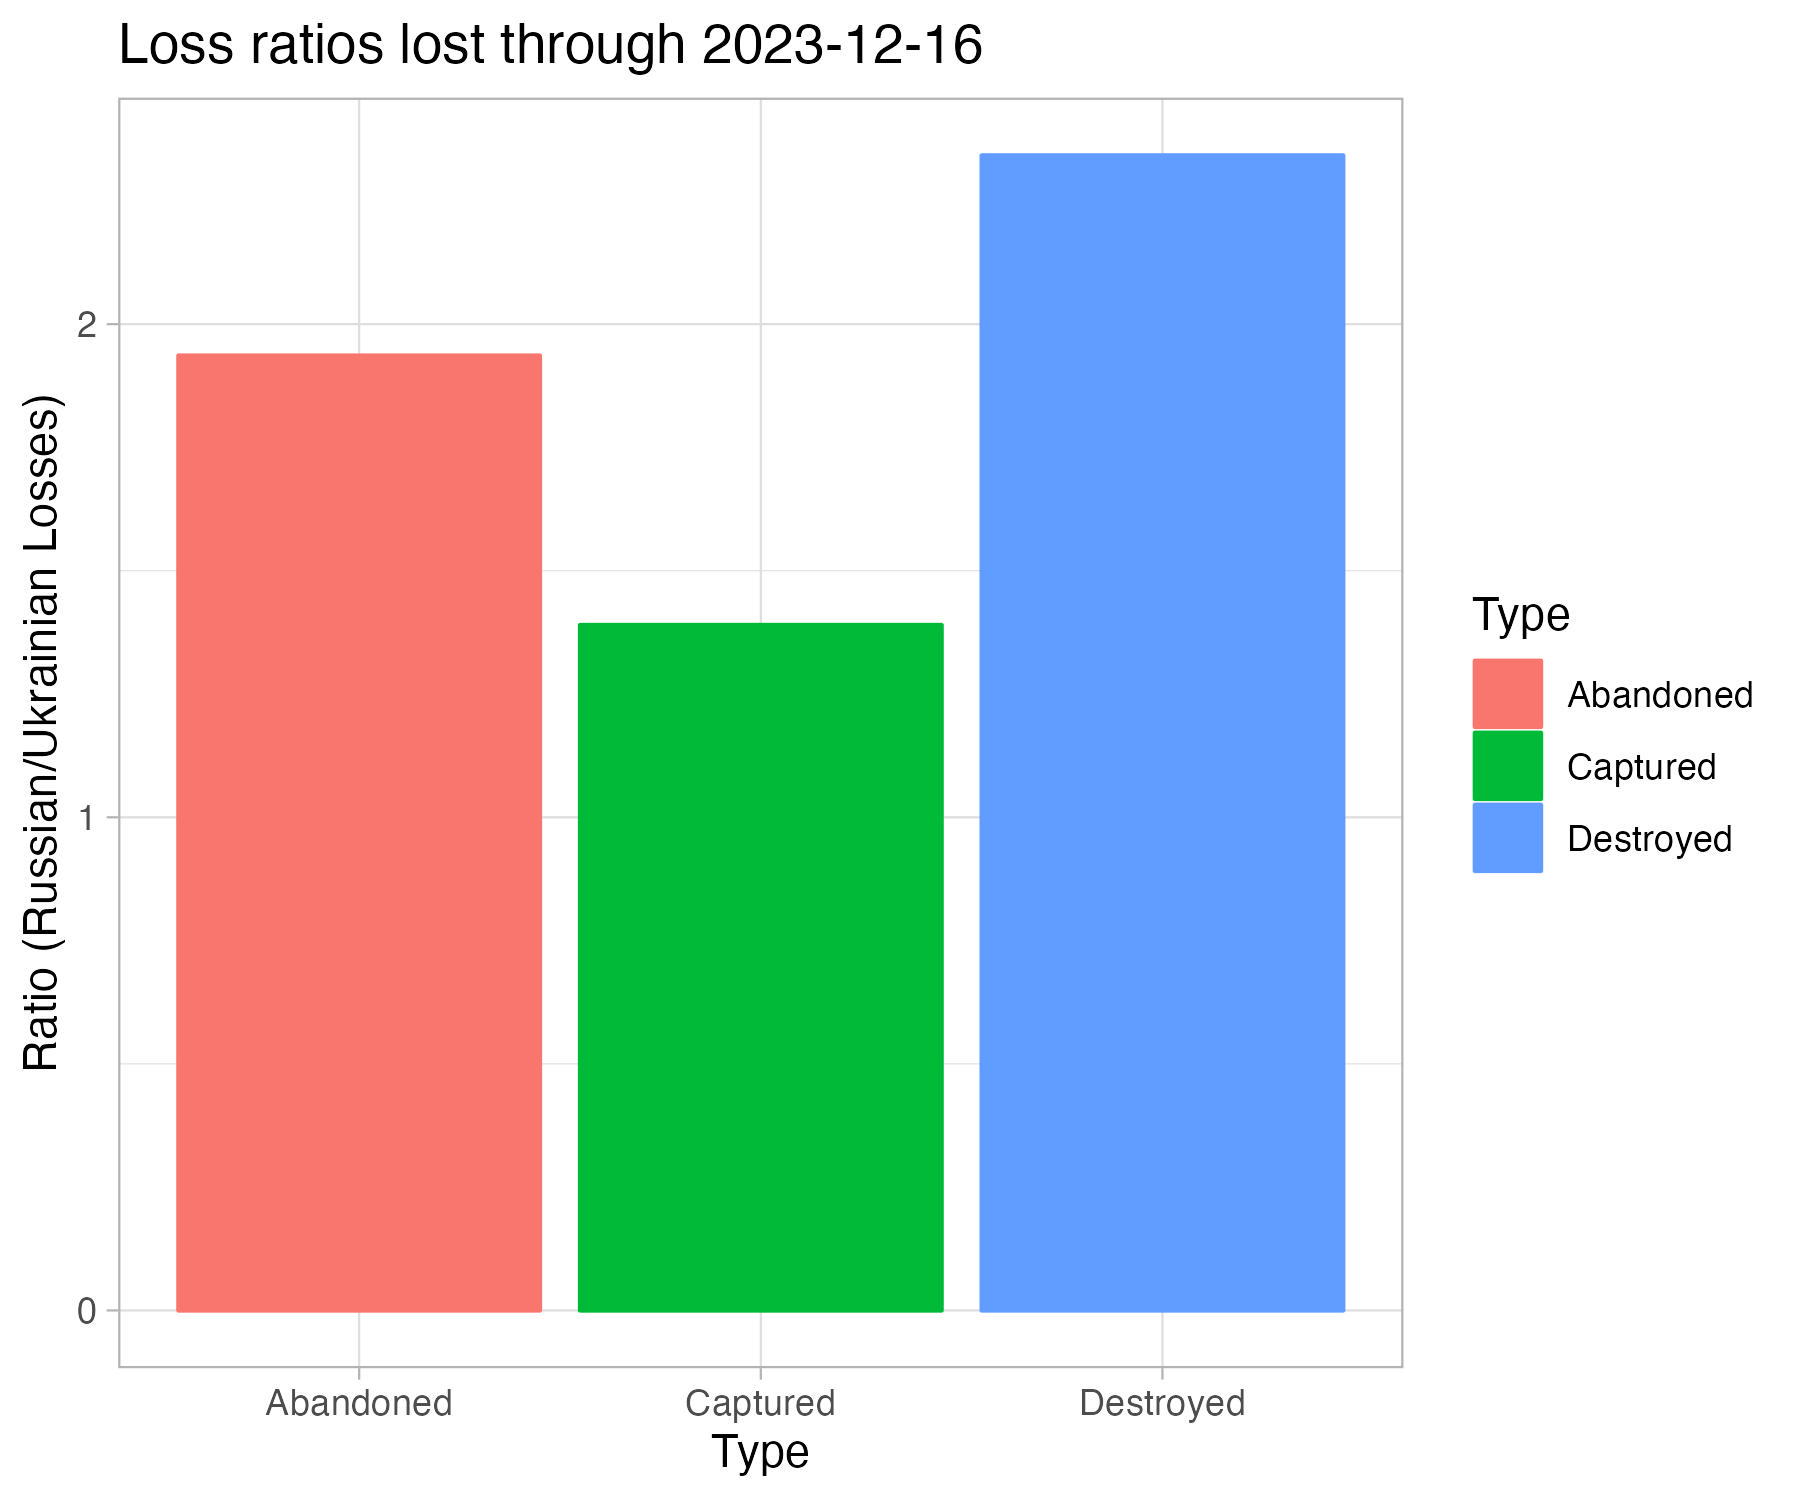 Loss ratios lost through 2023-12-16
Ratio (Russian/Ukrainian Losses)
2
1
0
Abandoned
Captured
Destroyed
Type
Type
Abandoned
Captured
Destroyed